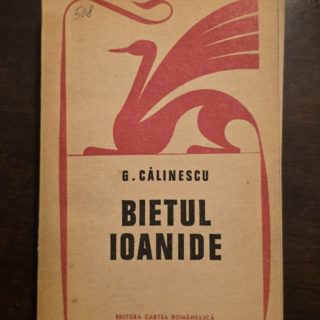 508
G. CĂLINESCU
BIETUL
IOANIDE
EDITURA CARTEA ROMÂNEASCĂ